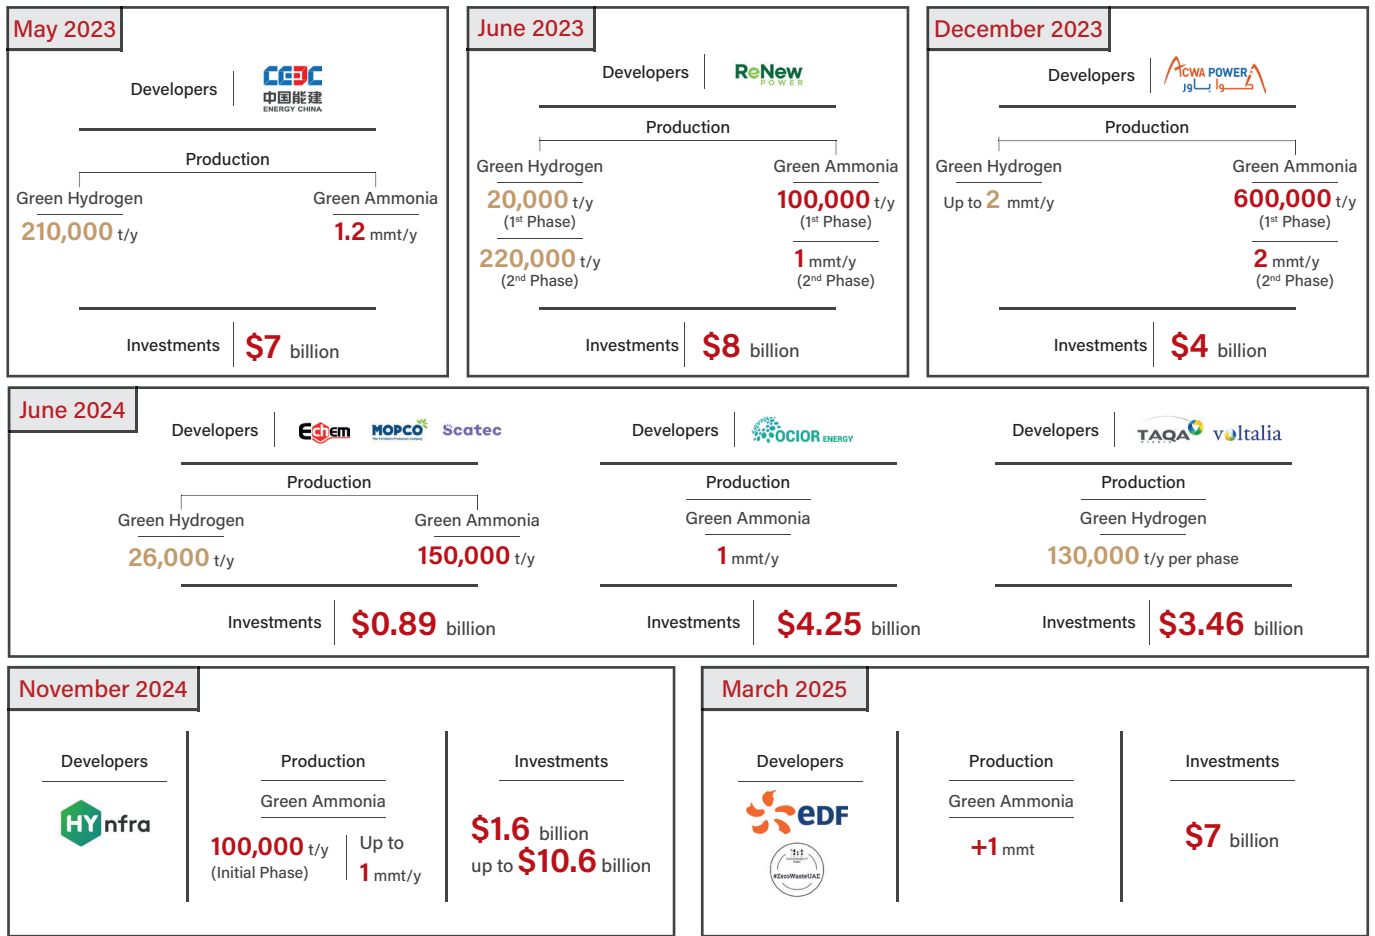 May 2023
Developers
CEEC
中国能建
ENERGY CHINA
Production
Green Hydrogen
210,000 t/y
Green Ammonia
1.2 mmt/y
Investments
$7 billion
June 2023
Developers
ReNew
POWER
Production
Green Hydrogen
20,000 t/y
(1st Phase)
220,000 t/y
(2nd Phase)
Green Ammonia
100,000 t/y
(1st Phase)
1 mmt/y
(2nd Phase)
Investments
$8 billion
December 2023
Developers
ACWA POWER
أكوا باور
Production
Green Hydrogen
Up to 2 mmt/y
Green Ammonia
600,000 t/y
(1st Phase)
2 mmt/y
(2nd Phase)
Investments
$4 billion
June 2024
Developers
Echem
MOPCO
Scatec
Production
Green Hydrogen
26,000 t/y
Green Ammonia
150,000 t/y
Investments
$0.89 billion
Developers
OCIOR ENERGY
Production
Green Ammonia
1 mmt/y
Investments
$4.25 billion
Developers
TAQA
voltalia
Production
Green Hydrogen
130,000 t/y per phase
Investments
$3.46 billion
November 2024
Developers
HYnfra
Production
Green Ammonia
100,000 t/y
(Initial Phase)
Up to
1 mmt/y
Investments
$1.6 billion
up to $10.6 billion
March 2025
Developers
eDF
#ZeroWasteUAE
Production
Green Ammonia
+1 mmt
Investments
$7 billion